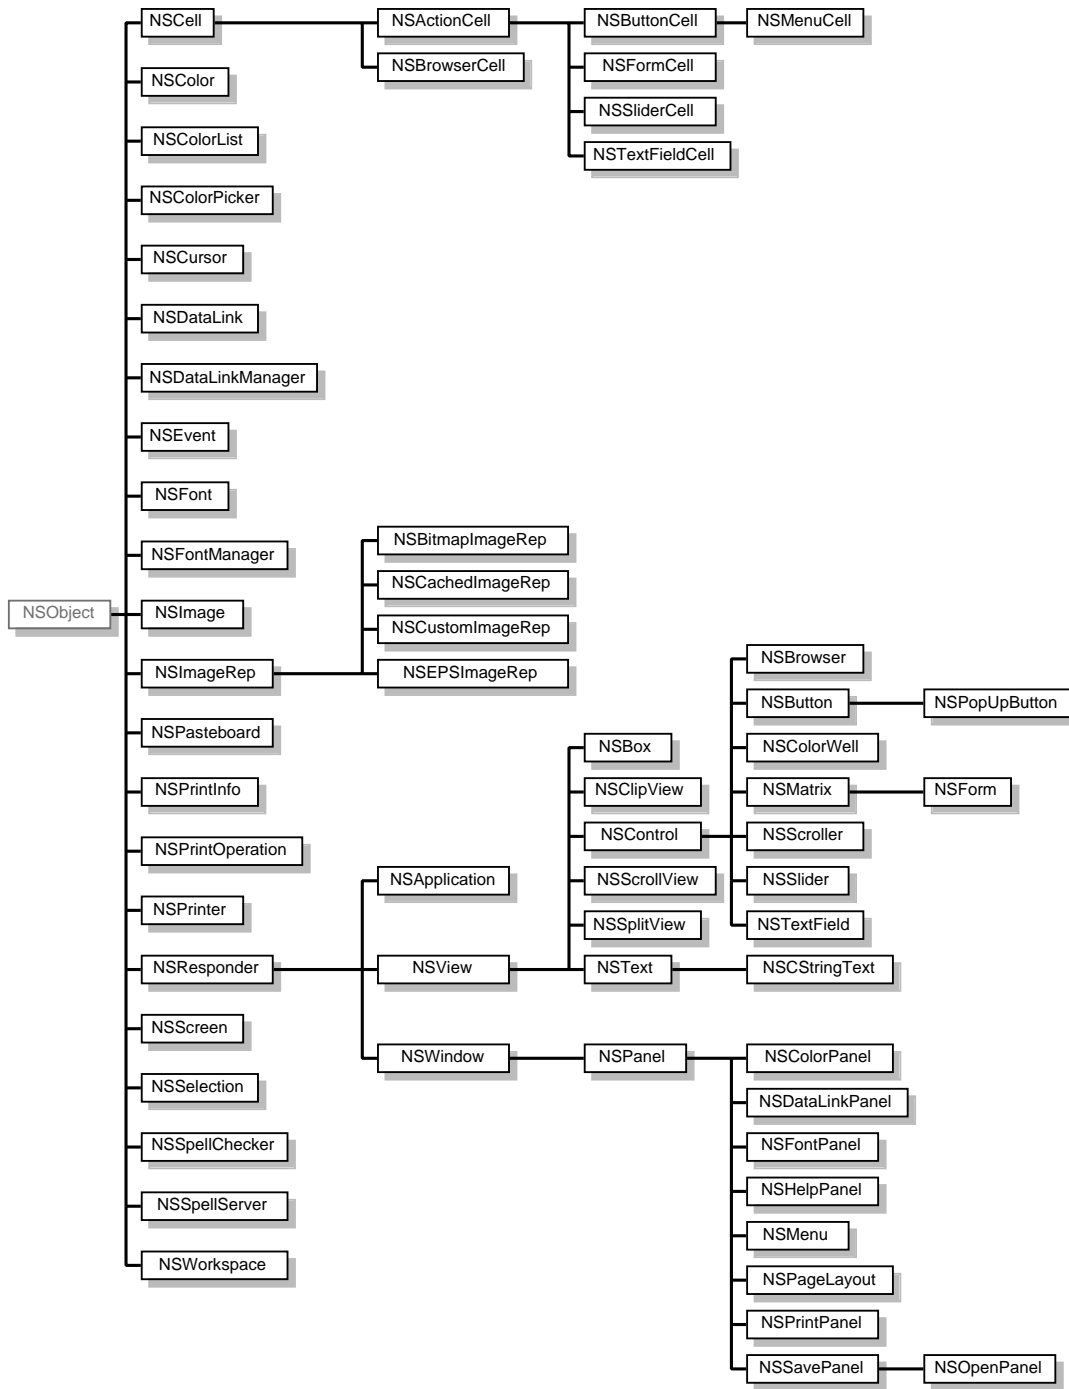 NSCell
NSActionCell
NSButtonCell
NSMenuCell
NSBrowserCell
NSFormCell
NSColor
NSSliderCell
NSColorList
NSTextFieldCell
NSColorPicker
NSCursor
NSDataLink
NSDataLinkManager
NSEvent
NSFont
NSBitmapImageRep
NSFontManager
NSCachedImageRep
NSObject
NSImage
NSCustomImageRep
NSBrowser
NSImageRep
NSEPSImageRep
NSButton
NSPopUpButton
NSPasteboard
NSBox
NSColorWell
NSPrintInfo
NSClipView
NSMatrix
NSForm
NSControl
NSScroller
NSPrintOperation
NSApplication
NSScrollView
NSSlider
NSPrinter
NSSplitView
NSTextField
NSResponder
NSView
NSText
NSCStringText
NSScreen
NSWindow
NSPanel
NSColorPanel
NSSelection
NSDataLinkPanel
NSSpellChecker
NSFontPanel
NSHelpPanel
NSSpellServer
NSMenu
NSWorkspace
NSPageLayout
NSPrintPanel
NSSavePanel
NSOpenPanel